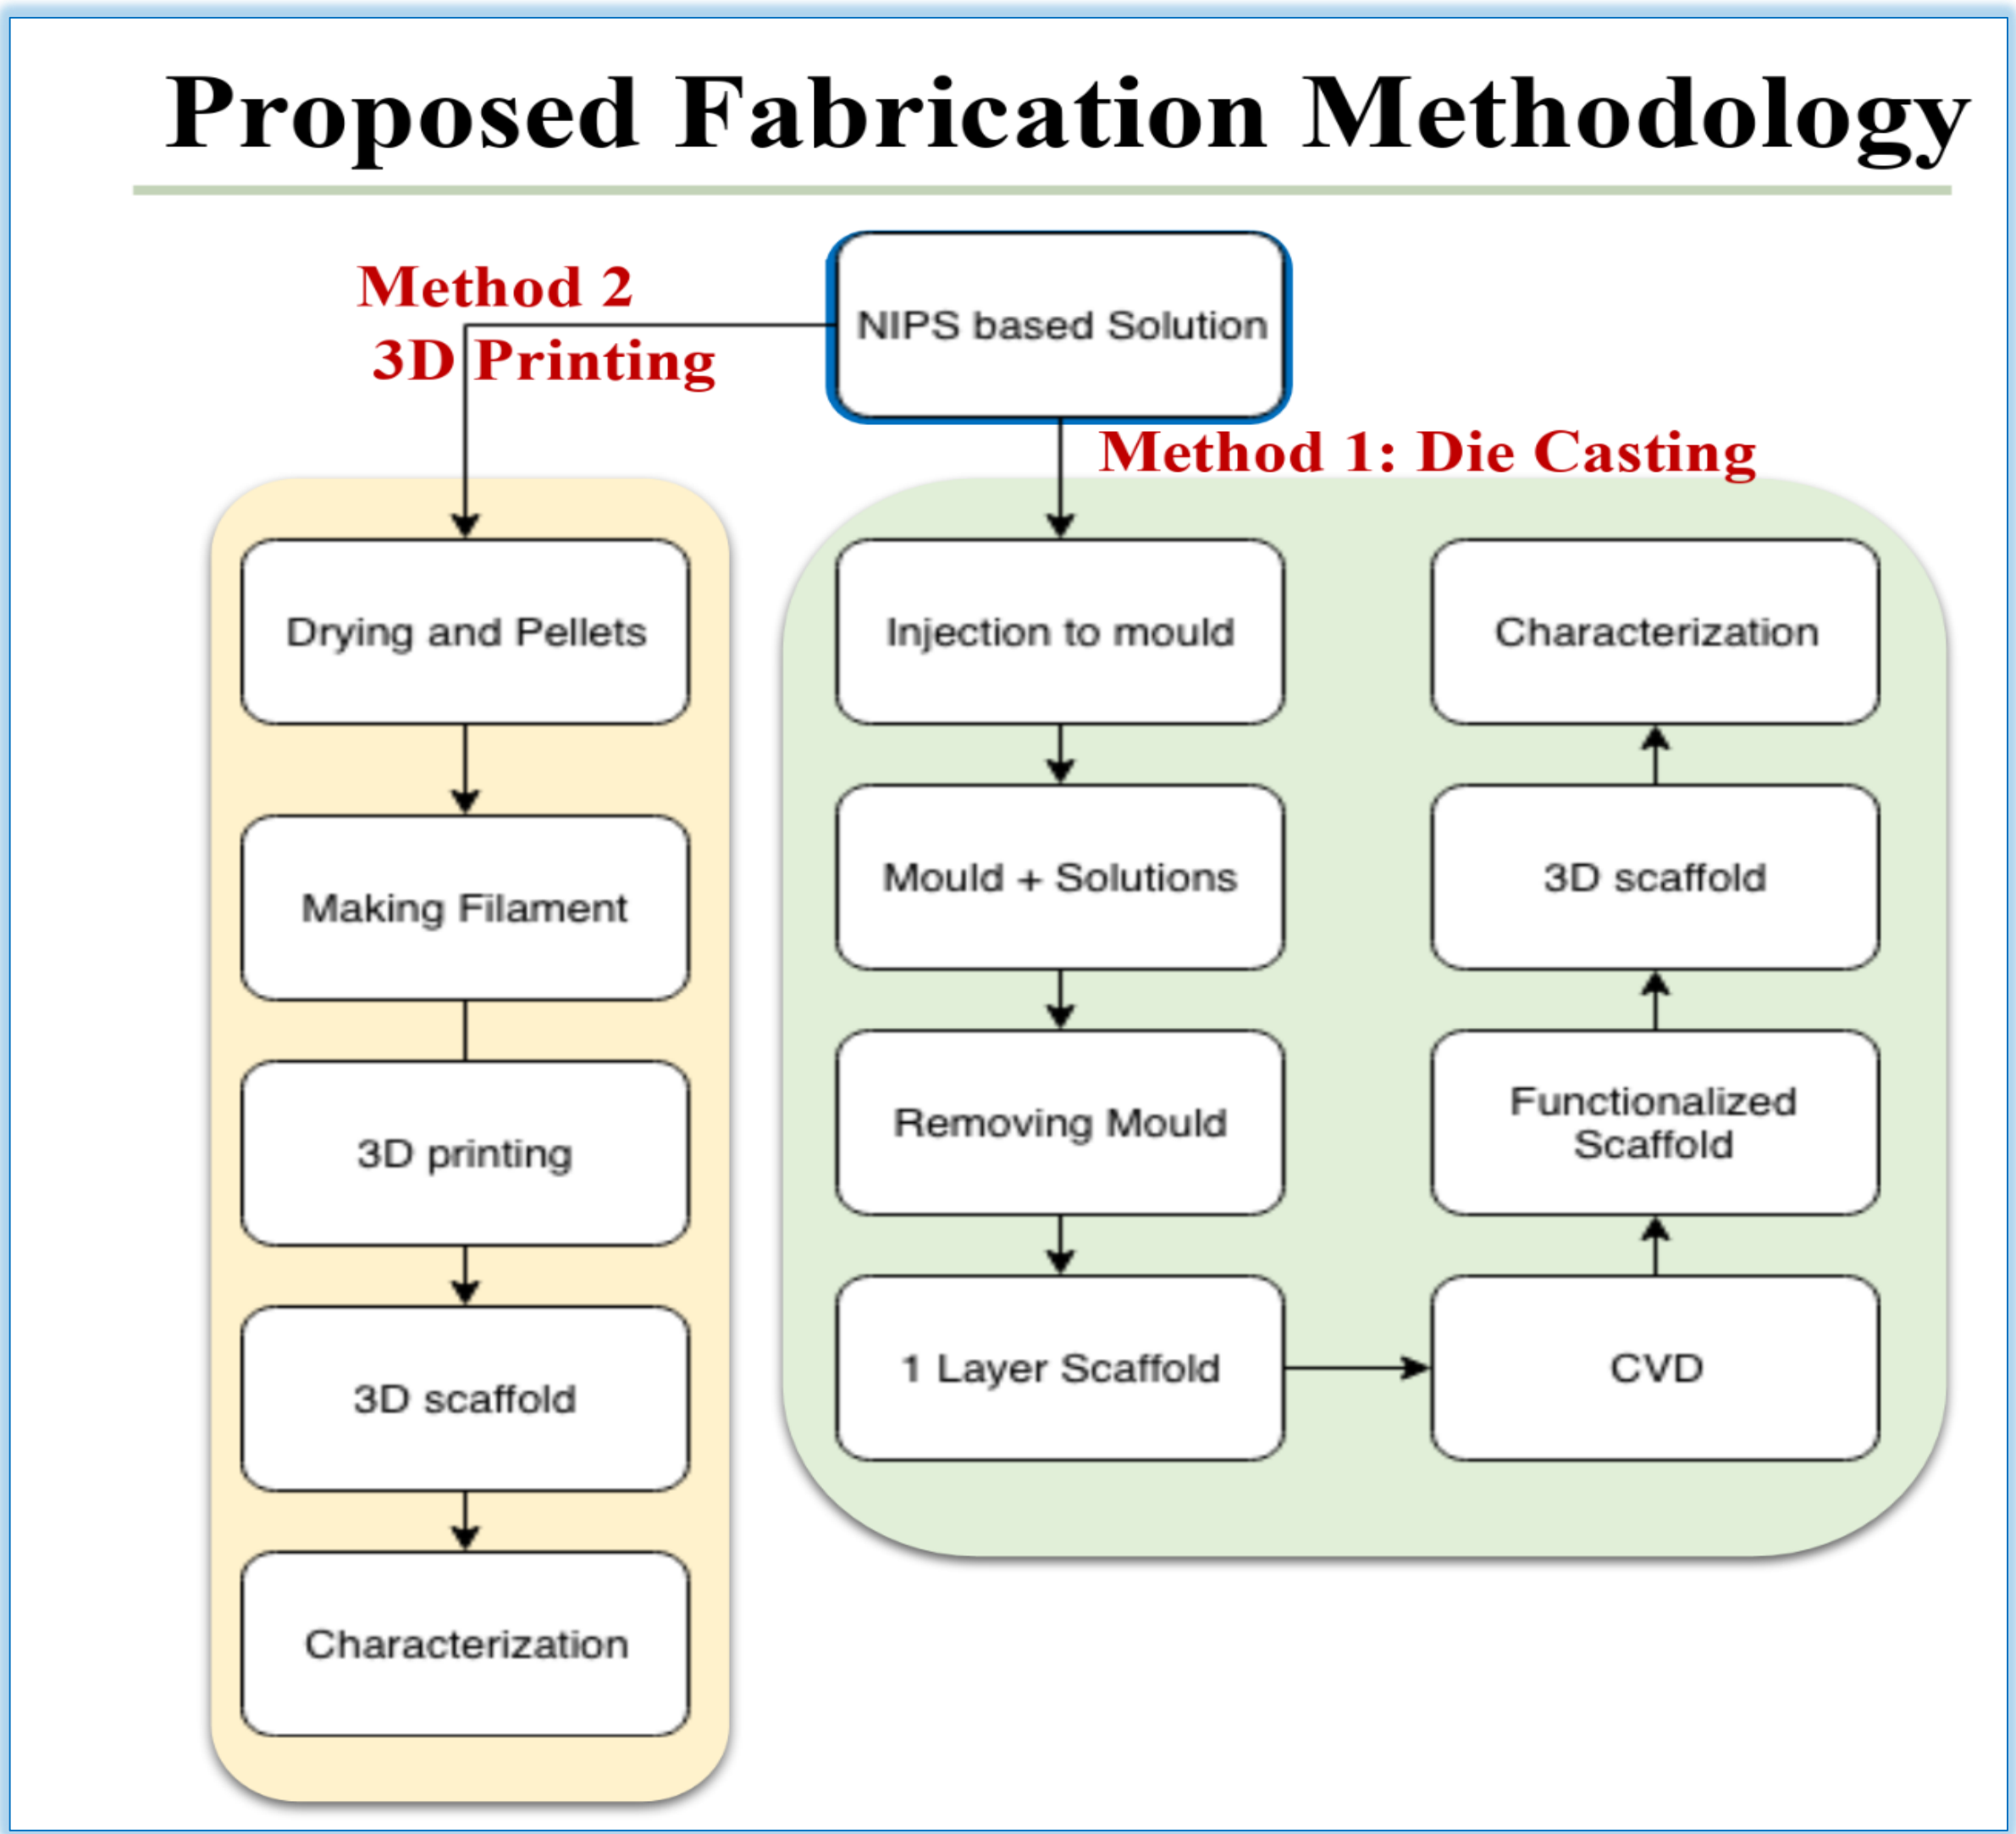 Proposed Fabrication Methodology
NIPS based Solution
Method 2
3D Printing
Method 1: Die Casting
Drying and Pellets
Making Filament
3D printing
3D scaffold
Characterization
Injection to mould
Mould + Solutions
Removing Mould
1 Layer Scaffold
CVD
Functionalized
Scaffold
3D scaffold
Characterization